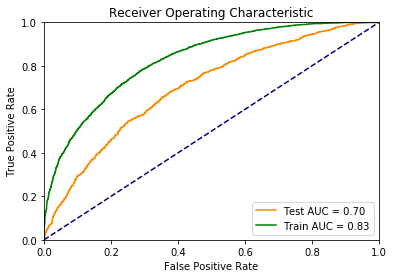 Receiver Operating Characteristic
True Positive Rate
1.0
0.8
0.6
0.4
0.2
0.0
Test AUC = 0.70
Train AUC = 0.83
0.0 0.2 0.4 0.6 0.8 1.0
False Positive Rate